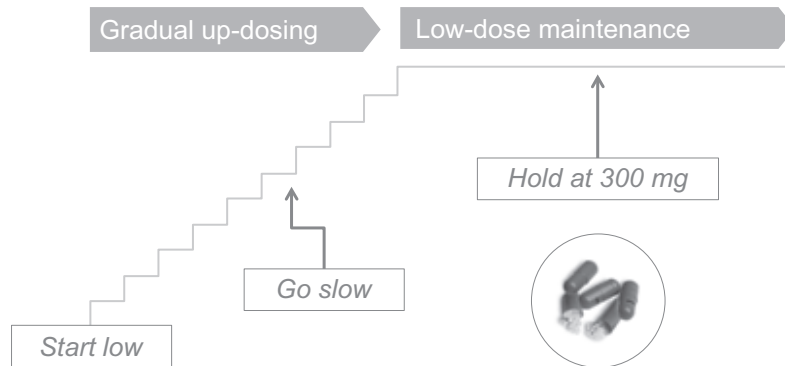 Gradual up-dosing
Low-dose maintenance
Hold at 300 mg
Go slow
Start low